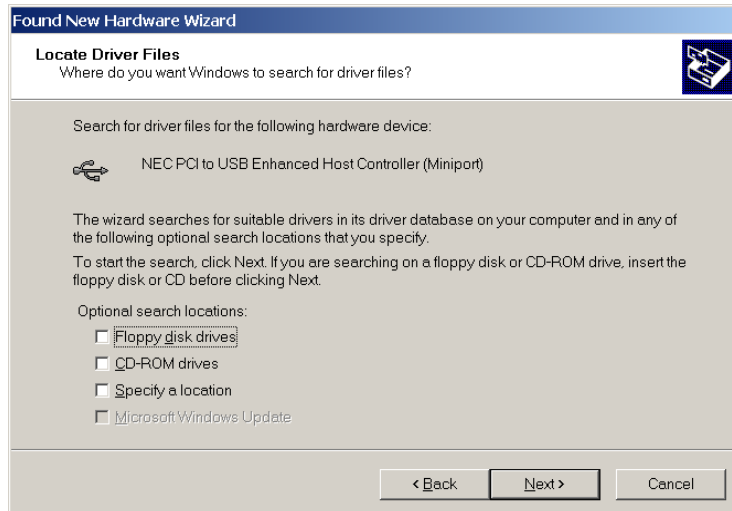 Found New Hardware Wizard
Locate Driver Files
Where do you want Windows to search for driver files?
Search for driver files for the following hardware device:
NEC PCI to USB Enhanced Host Controller (Miniport)
The wizard searches for suitable drivers in its driver database on your computer and in any of
the following optional search locations that you specify.
To start the search, click Next. If you are searching on a floppy disk or CD-ROM drive, insert the
floppy disk or CD before clicking Next.
Optional search locations:
Floppy disk drives
CD-ROM drives
Specify a location
Microsoft Windows Update
< Back
Next >
Cancel